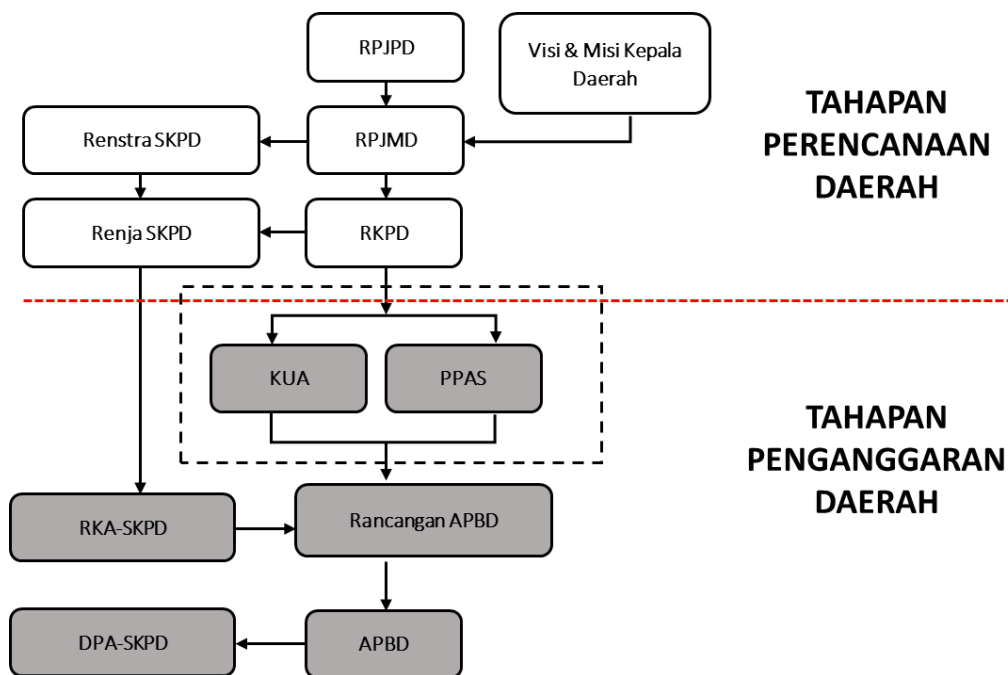 RPJPD
Visi & Misi Kepala
Daerah
TAHAPAN
PERENCANAAN
DAERAH
Renstra SKPD
RPJMD
Renja SKPD
RKPD
KUA
PPAS
TAHAPAN
PENGANGGARAN
DAERAH
RKA-SKPD
Rancangan APBD
DPA-SKPD
APBD